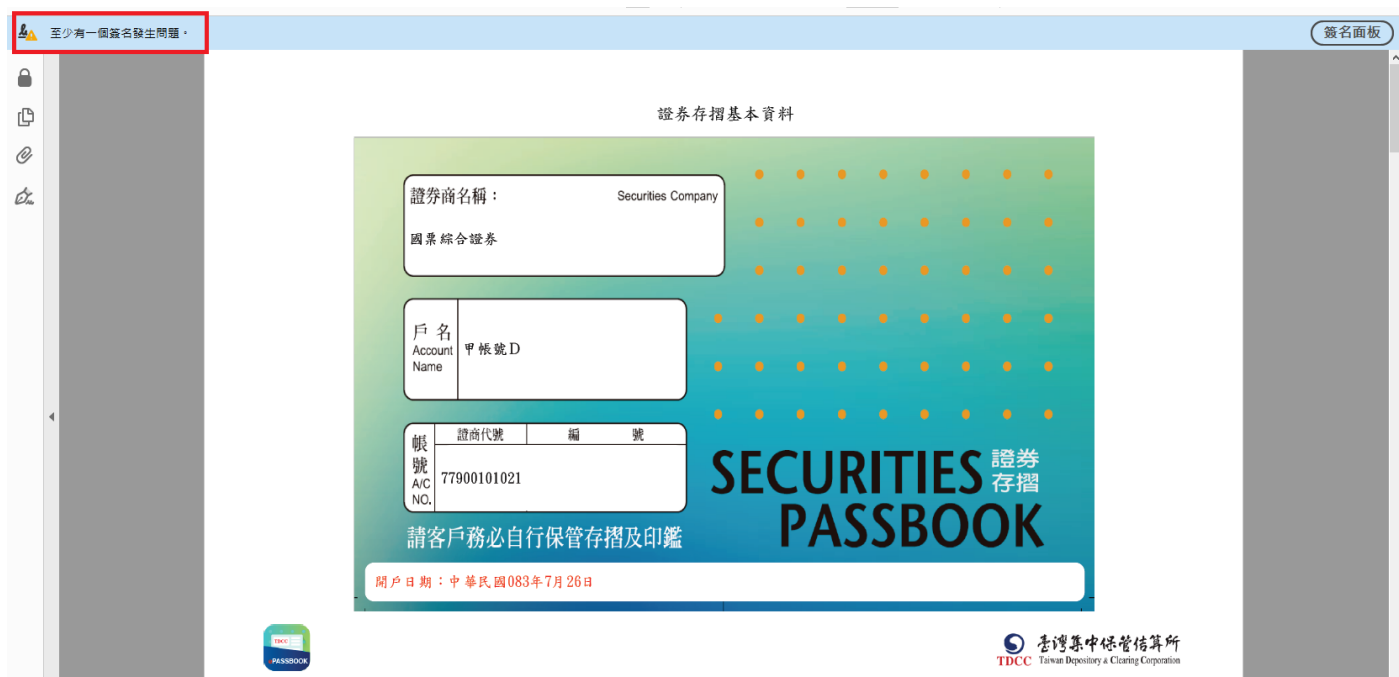 至少有一個簽名發生問題。
簽名面板
證券存摺基本資料
證券商名稱： Securities Company
國票綜合證券
戶名
Account
Name
甲帳號D
帳號
A/C
NO.
證商代號 編 號
77900101021
SECURITIES 證券存摺
PASSBOOK
請客戶務必自行保管存摺及印鑑
開戶日期：中華民國083年7月26日
TDCC
ePASSBOOK
TDCC
臺灣集中保管結算所
Taiwan Depository & Clearing Corporation